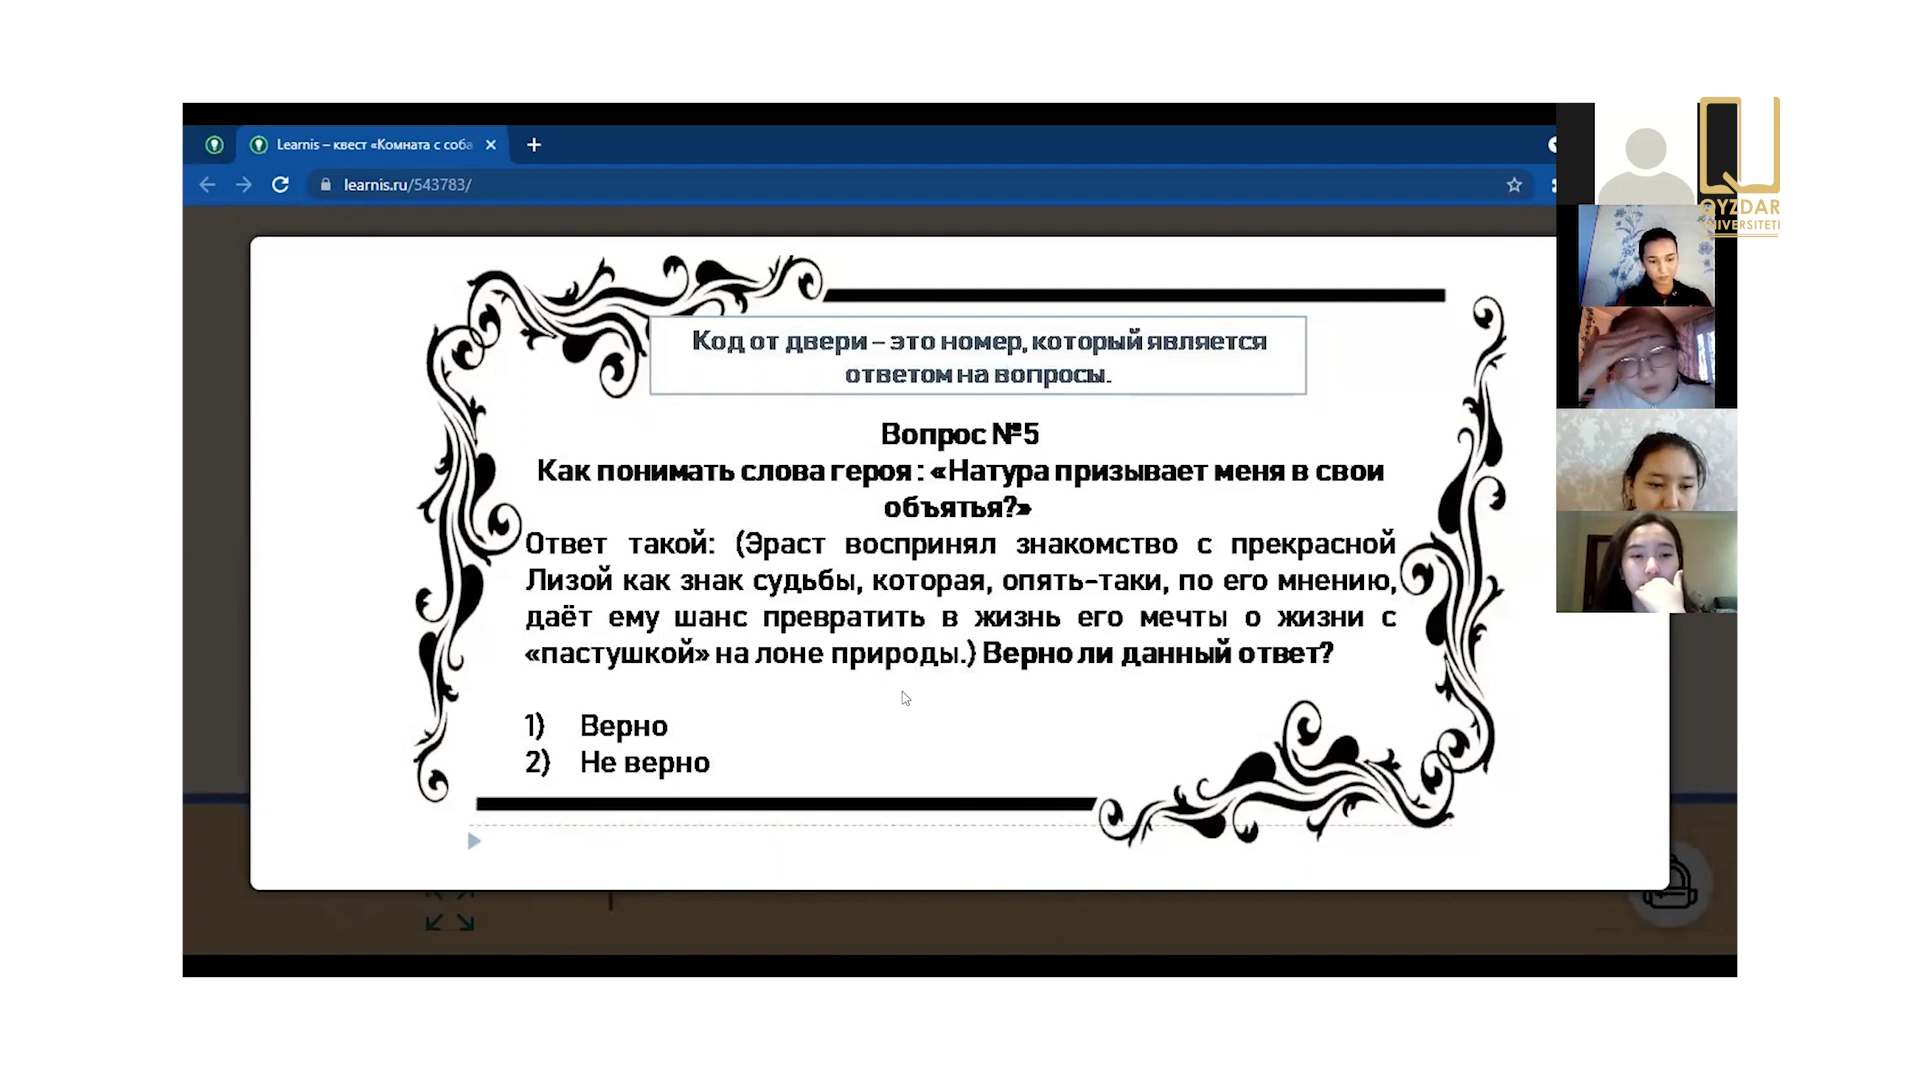 Learnis – квест «Комната с соба
learnis.ru/543783/
QYZDAR
UNIVERSITETI
Код от двери – это номер, который является
ответом на вопросы.
Вопрос №5
Как понимать слова героя : «Натура призывает меня в свои
объятья?»
Ответ такой: (Эраст воспринял знакомство с прекрасной
Лизой как знак судьбы, которая, опять-таки, по его мнению,
даёт ему шанс превратить в жизнь его мечты о жизни с
«пастушкой» на лоне природы.) Верно ли данный ответ?
1) Верно
2) Не верно